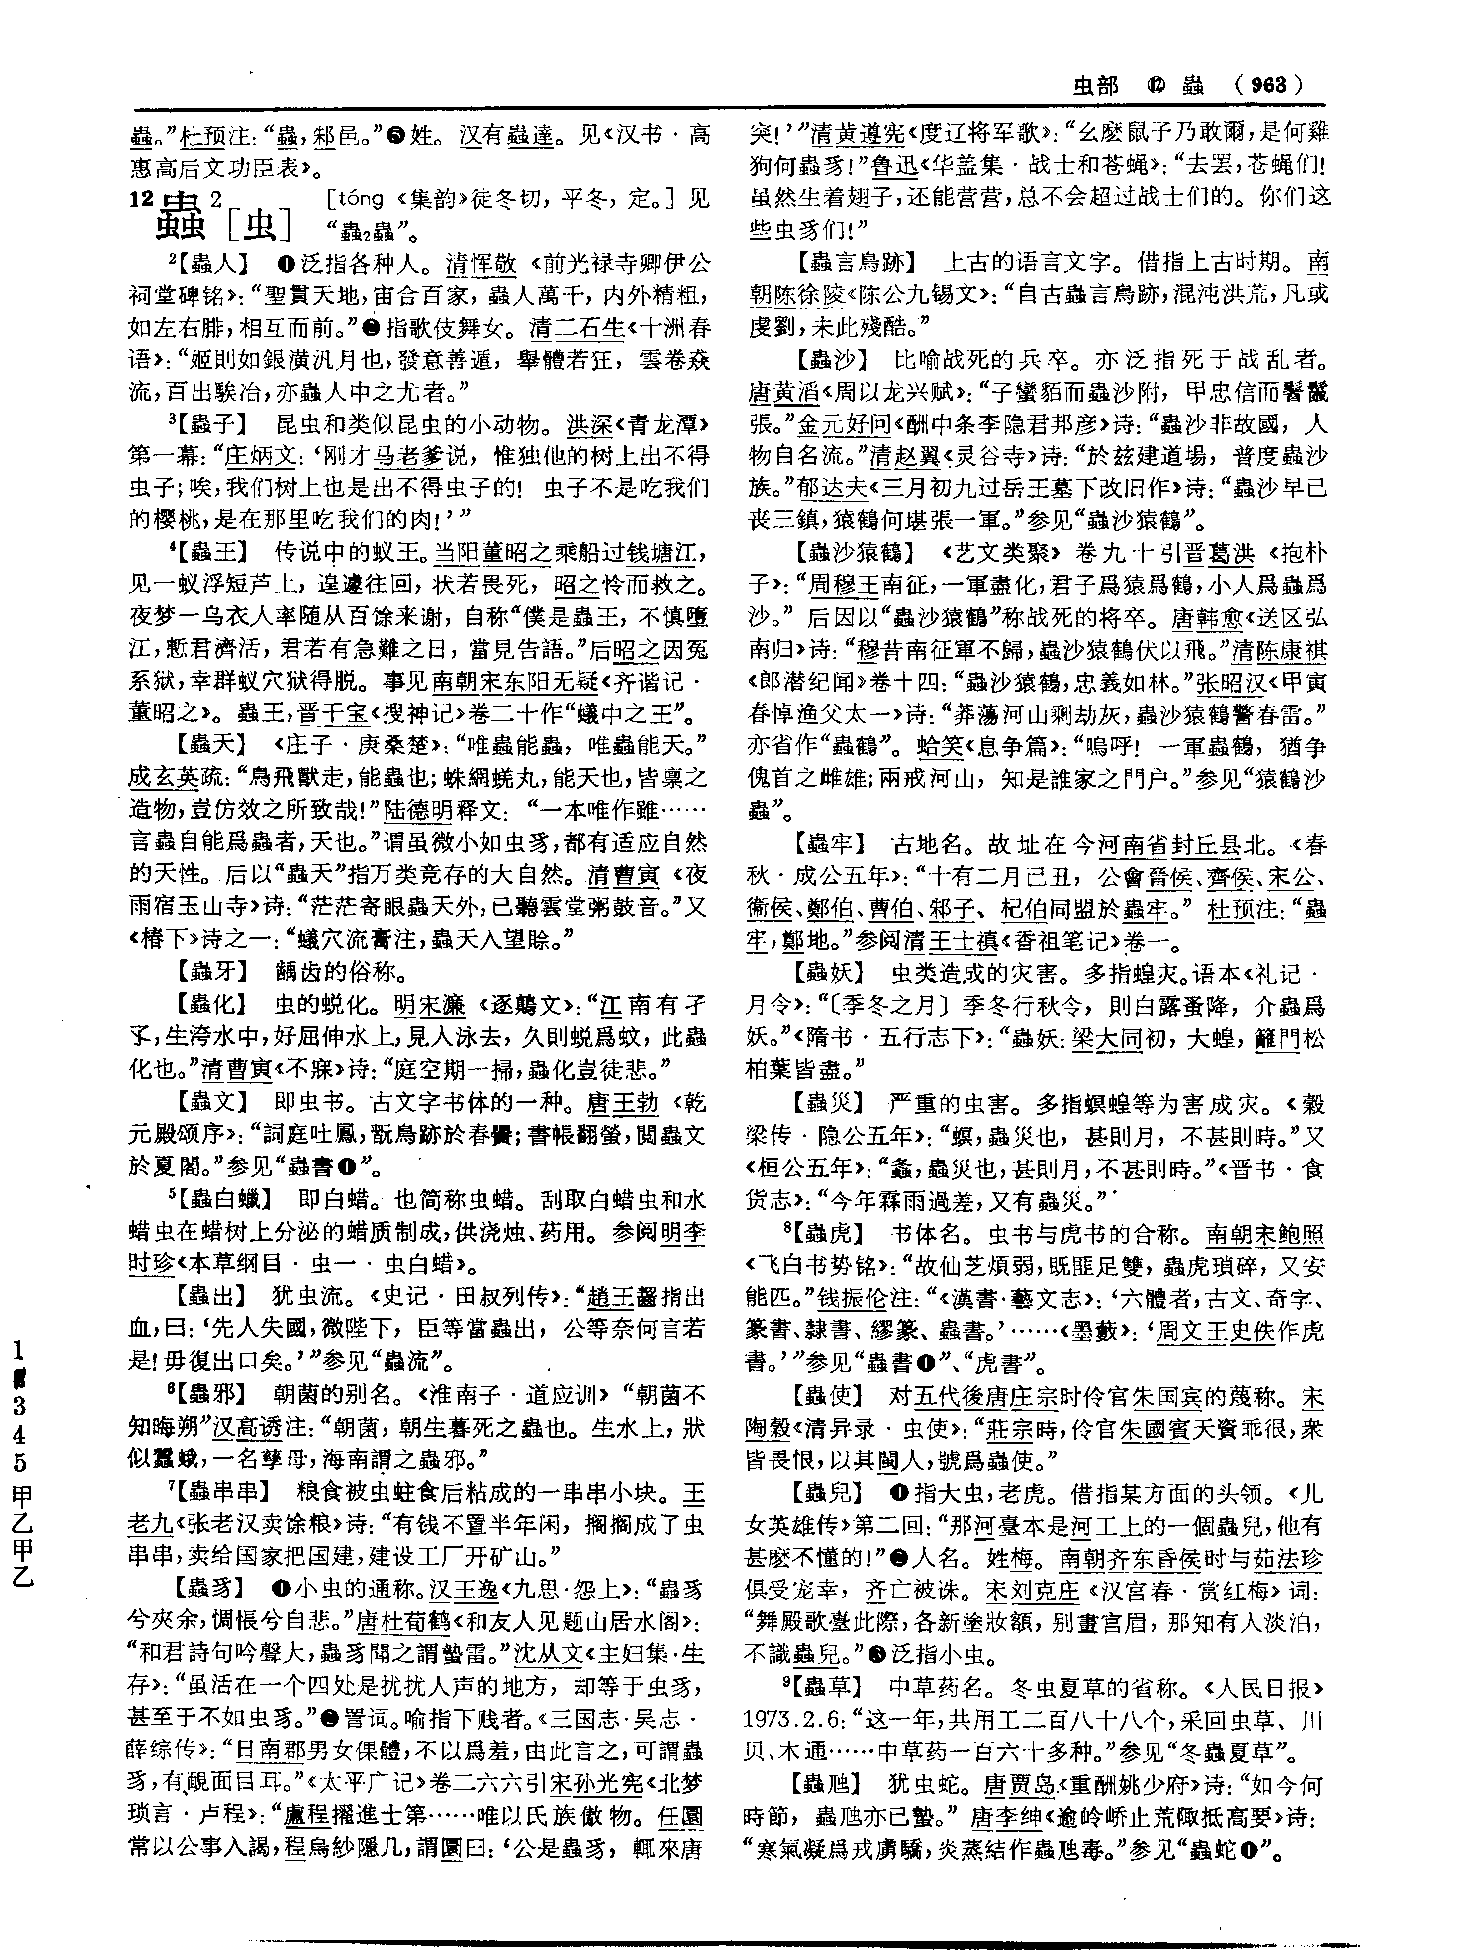 虫部 ⓬ 蟲 （963）
蟲。”杜预注：“蟲，邾邑。”❺姓。汉有蟲達。见《汉书·高
惠高后文功臣表》。
12蟲2［虫］ ［tóng《集韵》徒冬切，平冬，定。］见
“蟲₂蟲”。
²【蟲人】 ❶泛指各种人。清恽敬《前光禄寺卿伊公
祠堂碑铭》：“聖貫天地，宙合百家，蟲人萬千，内外精粗，
如左右腓，相互而前。”❷指歌伎舞女。清二石生《十洲春
语》：“姬則如銀潢汎月也，發意善遁，舉體若狂，雲卷猋
流，百出騃冶，亦蟲人中之尤者。”
³【蟲子】 昆虫和类似昆虫的小动物。洪深《青龙潭》
第一幕：“庄炳文：‘刚才马老爹说，惟独他的树上出不得
虫子；唉，我们树上也是出不得虫子的！虫子不是吃我们
的樱桃，是在那里吃我们的肉！’”
⁴【蟲王】 传说中的蚁王。当阳董昭之乘船过钱塘江，
见一蚁浮短芦上，遑遽往回，状若畏死，昭之怜而救之。
夜梦一乌衣人率随从百馀来谢，自称“僕是蟲王，不慎墮
江，慙君濟活，君若有急難之日，當見告語。”后昭之因冤
系狱，幸群蚁穴狱得脱。事见南朝宋东阳无疑《齐谐记·
董昭之》。蟲王，晋干宝《搜神记》卷二十作“蟻中之王”。
【蟲天】 《庄子·庚桑楚》：“唯蟲能蟲，唯蟲能天。”
成玄英疏：“鳥飛獸走，能蟲也；蛛網蜣丸，能天也，皆稟之
造物，豈仿效之所致哉！”陆德明释文：“一本唯作雖……
言蟲自能爲蟲者，天也。”谓虽微小如虫豸，都有适应自然
的天性。后以“蟲天”指万类竞存的大自然。清曹寅《夜
雨宿玉山寺》诗：“茫茫寄眼蟲天外，已聽雲堂粥鼓音。”又
《椿下》诗之一：“蟻穴流膏注，蟲天入望賒。”
【蟲牙】 龋齿的俗称。
【蟲化】 虫的蜕化。明宋濂《逐鷧文》：“江南有孑
孓，生洿水中，好屈伸水上，見人泳去，久則蜕爲蚊，此蟲
化也。”清曹寅《不寐》诗：“庭空期一掃，蟲化豈徒悲。”
【蟲文】 即虫书。古文字书体的一种。唐王勃《乾
元殿颂序》：“詞庭吐鳳，翫鳥跡於春黌；書帳翻螢，閲蟲文
於夏閣。”参见“蟲書❶”。
⁵【蟲白蠟】 即白蜡。也简称虫蜡。刮取白蜡虫和水
蜡虫在蜡树上分泌的蜡质制成，供浇烛、药用。参阅明李
时珍《本草纲目·虫一·虫白蜡》。
【蟲出】 犹虫流。《史记·田叔列传》：“趙王齧指出
血，曰：‘先人失國，微陛下，臣等當蟲出，公等奈何言若
是！毋復出口矣。’”参见“蟲流”。
⁶【蟲邪】 朝菌的别名。《淮南子·道应训》“朝菌不
知晦朔”汉高诱注：“朝菌，朝生暮死之蟲也。生水上，狀
似蠶蛾，一名孳母，海南謂之蟲邪。”
⁷【蟲串串】 粮食被虫蛀食后粘成的一串串小块。王
老九《张老汉卖馀粮》诗：“有钱不置半年闲，搁搁成了虫
串串，卖给国家把国建，建设工厂开矿山。”
【蟲豸】 ❶小虫的通称。汉王逸《九思·怨上》：“蟲豸
兮夾余，惆悵兮自悲。”唐杜荀鹤《和友人见题山居水阁》：
“和君詩句吟聲大，蟲豸聞之謂蟄雷。”沈从文《主妇集·生
存》：“虽活在一个四处是扰扰人声的地方，却等于虫豸，
甚至于不如虫豸。”❷詈词。喻指下贱者。《三国志·吴志·
薛综传》：“日南郡男女倮體，不以爲羞，由此言之，可謂蟲
豸，有靦面目耳。”《太平广记》卷二六六引宋孙光宪《北梦
琐言·卢程》：“盧程擢進士第……唯以氏族傲物。任圜
常以公事入謁，程烏紗隱几，謂圜曰：‘公是蟲豸，輒來唐
突！’”清黄遵宪《度辽将军歌》：“幺麽鼠子乃敢爾，是何雞
狗何蟲豸！”鲁迅《华盖集·战士和苍蝇》：“去罢，苍蝇们！
虽然生着翅子，还能营营，总不会超过战士们的。你们这
些虫豸们！”
【蟲言鳥跡】 上古的语言文字。借指上古时期。南
朝陈徐陵《陈公九锡文》：“自古蟲言鳥跡，混沌洪荒，凡或
虔劉，未此殘酷。”
【蟲沙】 比喻战死的兵卒。亦泛指死于战乱者。
唐黄滔《周以龙兴赋》：“子蠻貊而蟲沙附，甲忠信而鬐鬣
張。”金元好问《酬中条李隐君邦彦》诗：“蟲沙非故國，人
物自名流。”清赵翼《灵谷寺》诗：“於兹建道場，普度蟲沙
族。”郁达夫《三月初九过岳王墓下改旧作》诗：“蟲沙早已
丧三鎮，猿鶴何堪張一軍。”参见“蟲沙猿鶴”。
【蟲沙猿鶴】 《艺文类聚》卷九十引晋葛洪《抱朴
子》：“周穆王南征，一軍盡化，君子爲猿爲鶴，小人爲蟲爲
沙。”后因以“蟲沙猿鶴”称战死的将卒。唐韩愈《送区弘
南归》诗：“穆昔南征軍不歸，蟲沙猿鶴伏以飛。”清陈康祺
《郎潜纪闻》卷十四：“蟲沙猿鶴，忠義如林。”张昭汉《甲寅
春悼渔父太一》诗：“莽蕩河山剩劫灰，蟲沙猿鶴警春雷。”
亦省作“蟲鶴”。蛤笑《息争篇》：“嗚呼！一軍蟲鶴，猶争
傀首之雌雄；兩戒河山，知是誰家之門户。”参见“猿鶴沙
蟲”。
【蟲牢】 古地名。故址在今河南省封丘县北。《春
秋·成公五年》：“十有二月己丑，公會晉侯、齊侯、宋公、
衛侯、鄭伯、曹伯、邾子、杞伯同盟於蟲牢。”杜预注：“蟲
牢，鄭地。”参阅清王士禛《香祖笔记》卷一。
【蟲妖】 虫类造成的灾害。多指蝗灾。语本《礼记·
月令》：“〔季冬之月〕季冬行秋令，則白露蚤降，介蟲爲
妖。”《隋书·五行志下》：“蟲妖：梁大同初，大蝗，籬門松
柏葉皆盡。”
【蟲災】 严重的虫害。多指螟蝗等为害成灾。《穀
梁传·隐公五年》：“螟，蟲災也，甚則月，不甚則時。”又
《桓公五年》：“螽，蟲災也，甚則月，不甚則時。”《晋书·食
货志》：“今年霖雨過差，又有蟲災。”
⁸【蟲虎】 书体名。虫书与虎书的合称。南朝宋鲍照
《飞白书势铭》：“故仙芝煩弱，既匪足雙，蟲虎瑣碎，又安
能匹。”钱振伦注：“《漢書·藝文志》：‘六體者，古文、奇字、
篆書、隸書、繆篆、蟲書。’……《墨藪》：‘周文王史佚作虎
書。’”参见“蟲書❶”、“虎書”。
【蟲使】 对五代後唐庄宗时伶官朱国宾的蔑称。宋
陶穀《清异录·虫使》：“莊宗時，伶官朱國賓天資乖很，衆
皆畏恨，以其閩人，號爲蟲使。”
【蟲兒】 ❶指大虫，老虎。借指某方面的头领。《儿
女英雄传》第二回：“那河臺本是河工上的一個蟲兒，他有
甚麽不懂的！”❷人名。姓梅。南朝齐东昏侯时与茹法珍
俱受宠幸，齐亡被诛。宋刘克庄《汉宫春·赏红梅》词：
“舞殿歌臺此際，各新塗妝額，别畫宫眉，那知有人淡泊，
不識蟲兒。”❸泛指小虫。
⁹【蟲草】 中草药名。冬虫夏草的省称。《人民日报》
1973.2.6：“这一年，共用工二百八十八个，采回虫草、川
贝、木通……中草药一百六十多种。”参见“冬蟲夏草”。
【蟲虺】 犹虫蛇。唐贾岛《重酬姚少府》诗：“如今何
時節，蟲虺亦已蟄。”唐李绅《逾岭峤止荒陬抵高要》诗：
“寒氣凝爲戎虜驕，炎蒸結作蟲虺毒。”参见“蟲蛇❶”。
1
3
4
5
甲
乙
甲
乙